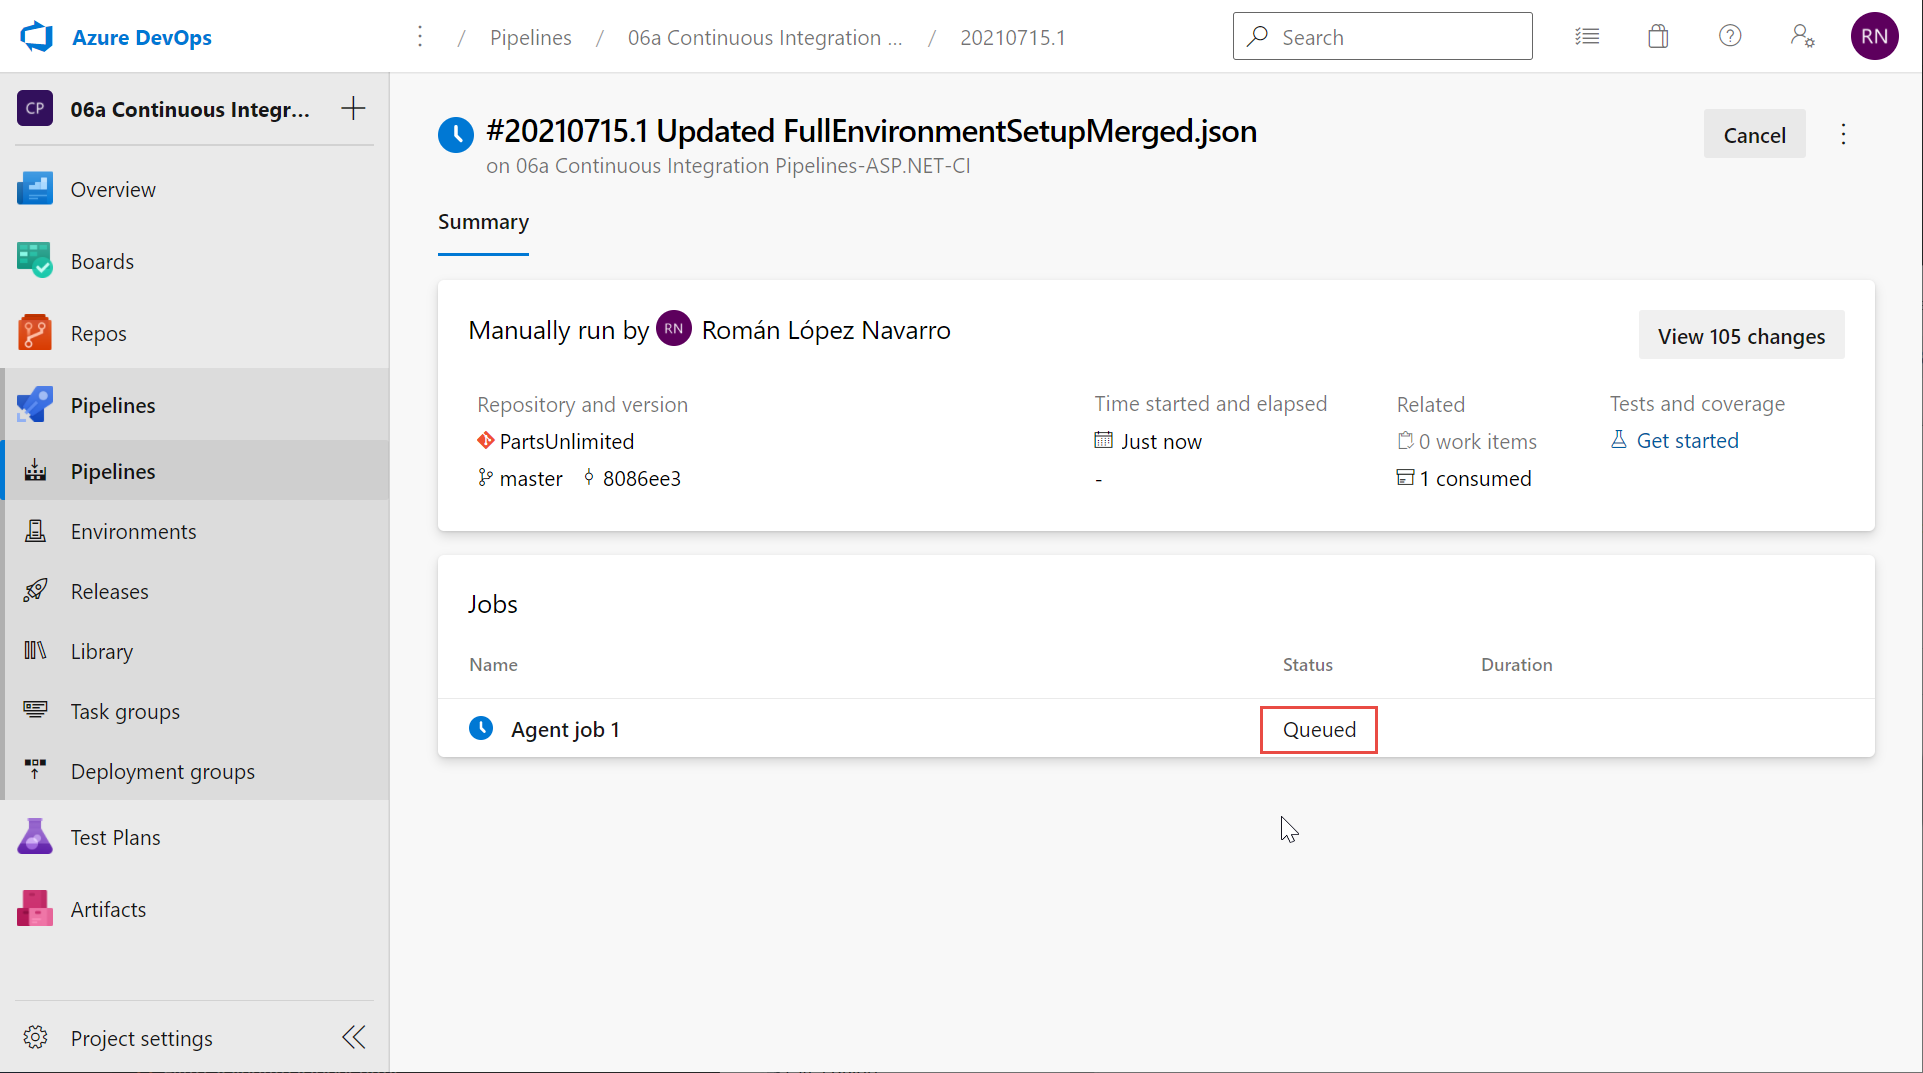 Azure DevOps
/ Pipelines / 06a Continuous Integration ... / 20210715.1
Search
RN
CP 06a Continuous Integr...
Overview
Boards
Repos
Pipelines
Pipelines
Environments
Releases
Library
Task groups
Deployment groups
Test Plans
Artifacts
Project settings
#20210715.1 Updated FullEnvironmentSetupMerged.json
on 06a Continuous Integration Pipelines-ASP.NET-CI
Cancel
Summary
Manually run by RN Román López Navarro
View 105 changes
Repository and version
PartsUnlimited
master 8086ee3
Time started and elapsed
Just now
-
Related
0 work items
1 consumed
Tests and coverage
Get started
Jobs
Name Status Duration
Agent job 1 Queued